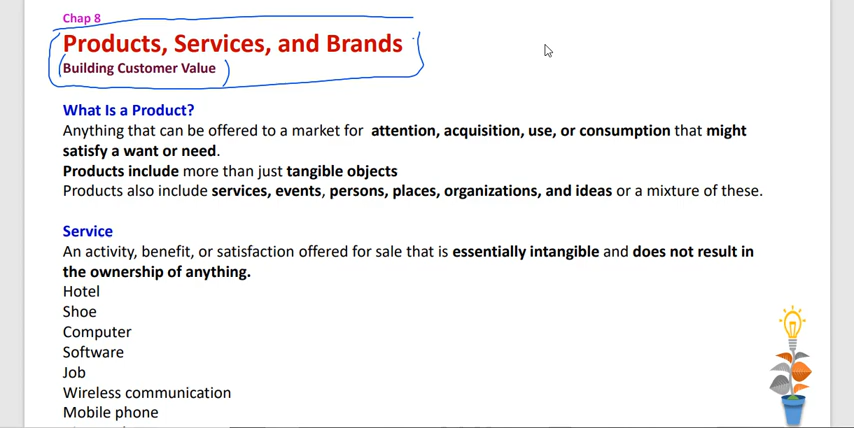 Chap 8
Products, Services, and Brands
Building Customer Value
What Is a Product?
Anything that can be offered to a market for attention, acquisition, use, or consumption that might
satisfy a want or need.
Products include more than just tangible objects
Products also include services, events, persons, places, organizations, and ideas or a mixture of these.
Service
An activity, benefit, or satisfaction offered for sale that is essentially intangible and does not result in
the ownership of anything.
Hotel
Shoe
Computer
Software
Job
Wireless communication
Mobile phone